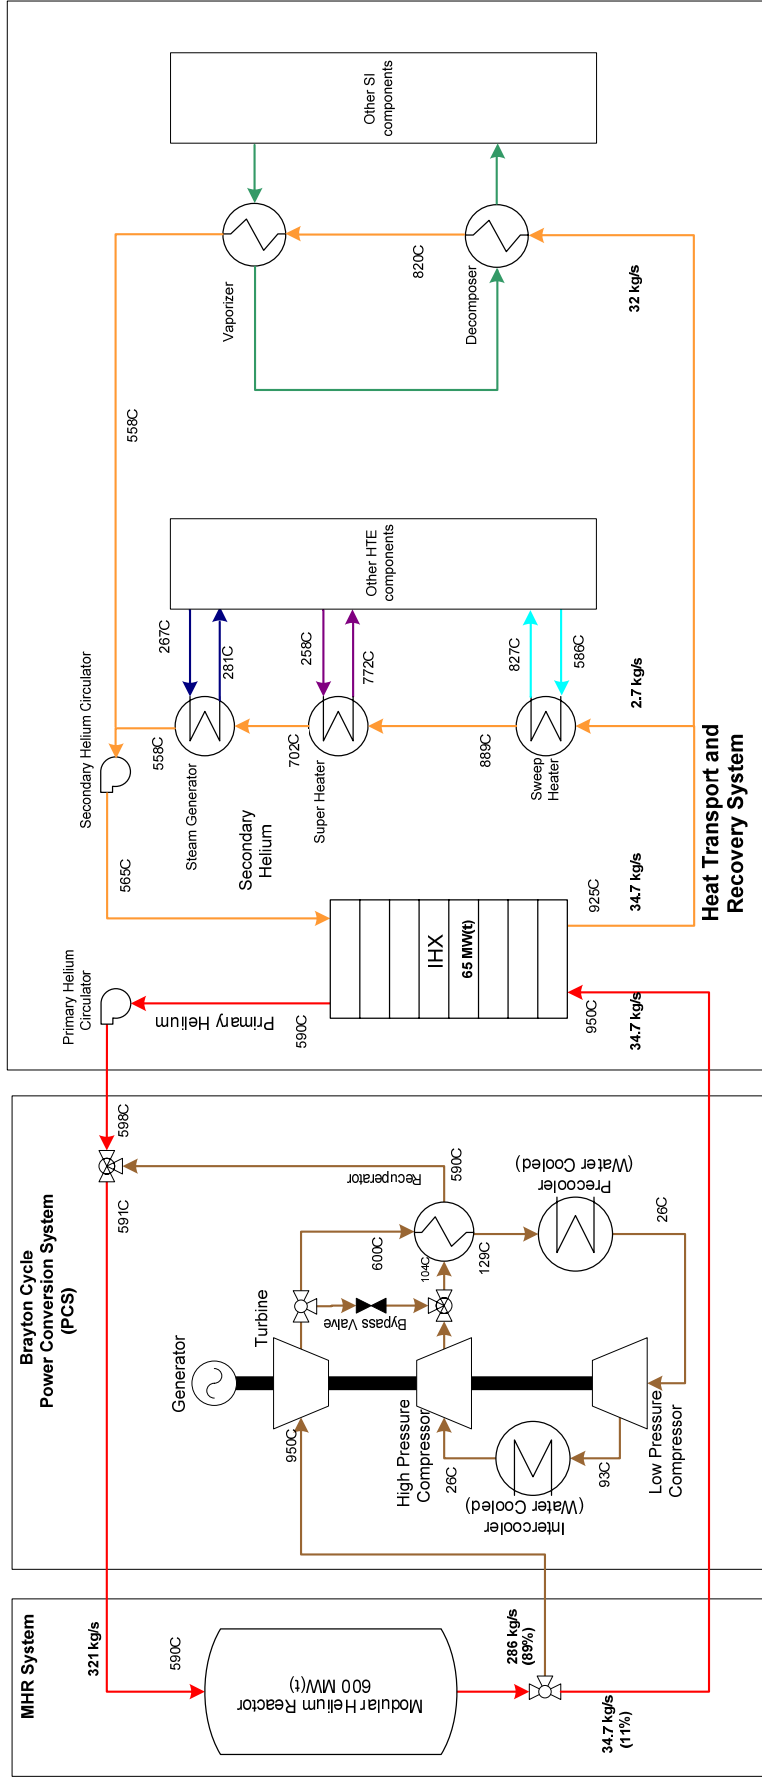 MHR System
321 kg/s
590C
Modular Helium Reactor
600 MW(t)
286 kg/s
(89%)
34.7 kg/s
(11%)
Brayton Cycle
Power Conversion System
(PCS)
598C
591C
Generator
Turbine
950C
600C
Recuperator
590C
104C
129C
Bypass Valve
High Pressure
Compressor
26C
Intercooler
(Water Cooled)
93C
Low Pressure
Compressor
Precooler
(Water Cooled)
26C
Primary Helium
Circulator
Primary Helium
590C
IHX
65 MW(t)
950C
34.7 kg/s
925C
34.7 kg/s
Heat Transport and
Recovery System
Secondary Helium Circulator
565C
Secondary
Helium
558C
Steam Generator
267C
281C
702C
Super Heater
258C
772C
889C
Sweep
Heater
827C
586C
2.7 kg/s
Other HTE
components
558C
Vaporizer
820C
Decomposer
32 kg/s
Other SI
components